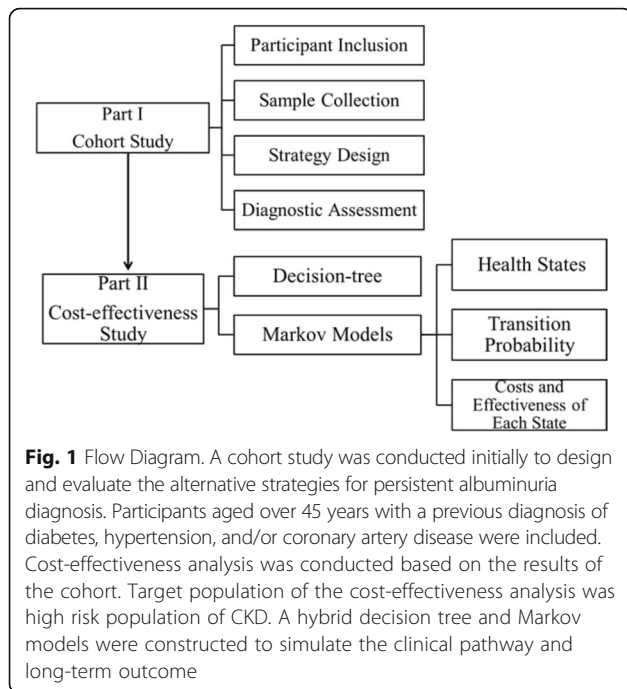 Participant Inclusion
Sample Collection
Part I
Cohort Study
Strategy Design
Diagnostic Assessment
Part II
Cost-effectiveness
Study
Decision-tree
Markov Models
Health States
Transition
Probability
Costs and
Effectiveness of
Each State
Fig. 1 Flow Diagram. A cohort study was conducted initially to design
and evaluate the alternative strategies for persistent albuminuria
diagnosis. Participants aged over 45 years with a previous diagnosis of
diabetes, hypertension, and/or coronary artery disease were included.
Cost-effectiveness analysis was conducted based on the results of
the cohort. Target population of the cost-effectiveness analysis was
high risk population of CKD. A hybrid decision tree and Markov
models were constructed to simulate the clinical pathway and
long-term outcome